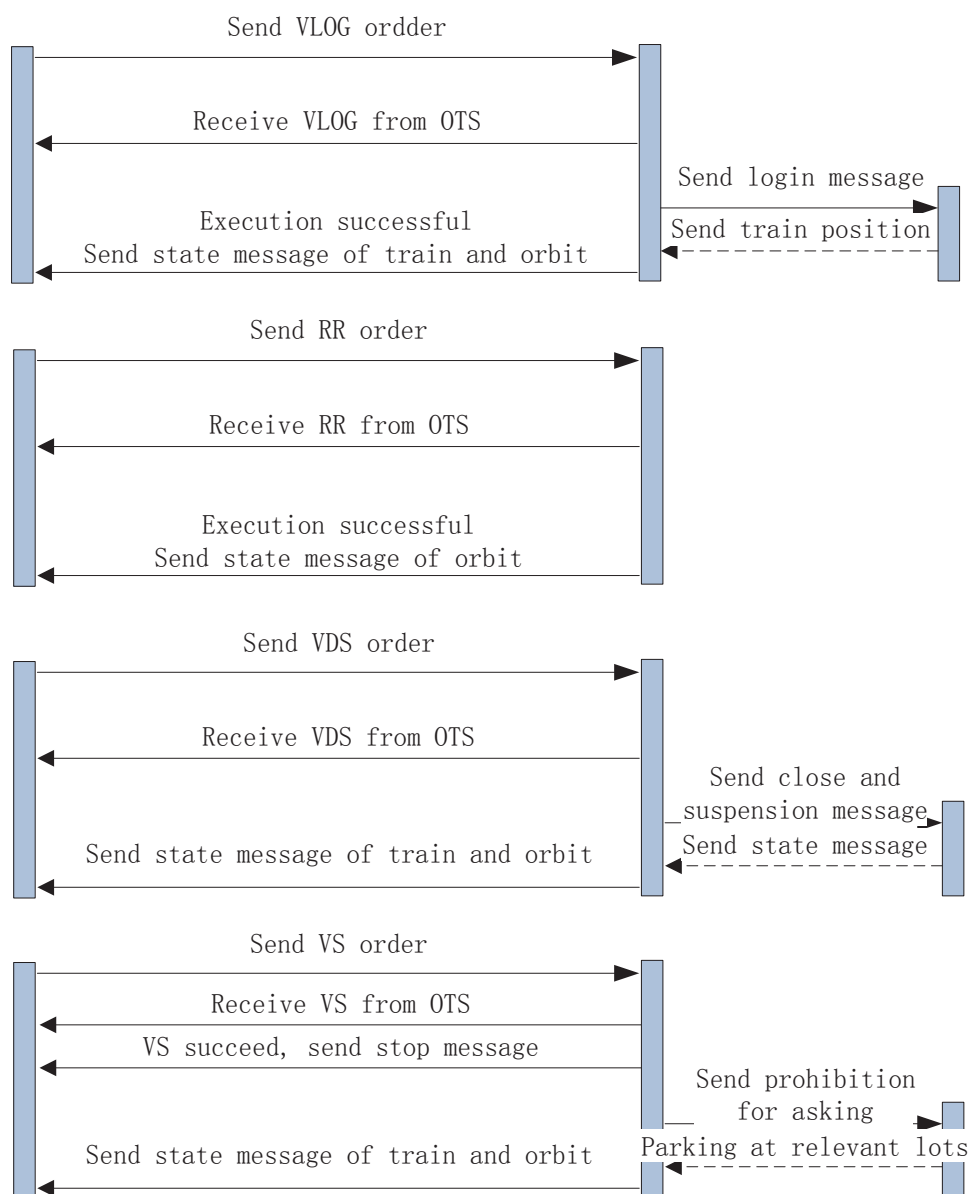 Send VLOG ordder
Receive VLOG from OTS
Send login message
Execution successful
Send train position
Send state message of train and orbit
Send RR order
Receive RR from OTS
Execution successful
Send state message of orbit
Send VDS order
Receive VDS from OTS
Send close and
suspension message
Send state message
Send state message of train and orbit
Send VS order
Receive VS from OTS
VS succeed, send stop message
Send prohibition
for asking
Parking at relevant lots
Send state message of train and orbit